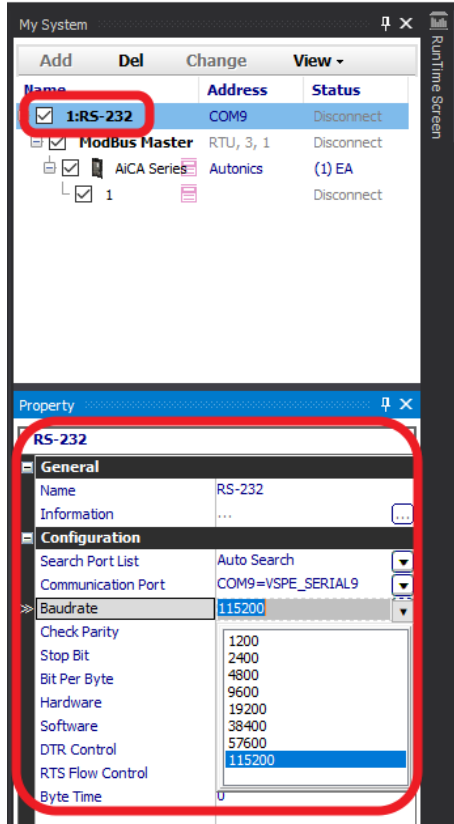 My System
Add Del Change View
Name Address Status
1:RS-232 COM9 Disconnect
ModBus Master RTU, 3, 1 Disconnect
AiCA Series Autonics (1) EA
1 Disconnect
RunTime Screen
Property
RS-232
General
Name RS-232
Information ... ...
Configuration
Search Port List Auto Search
Communication Port COM9=VSPE_SERIAL9
Baudrate 115200
Check Parity
1200
Stop Bit
2400
4800
Bit Per Byte
9600
Hardware
19200
Software
38400
57600
DTR Control
115200
RTS Flow Control
Byte Time 0